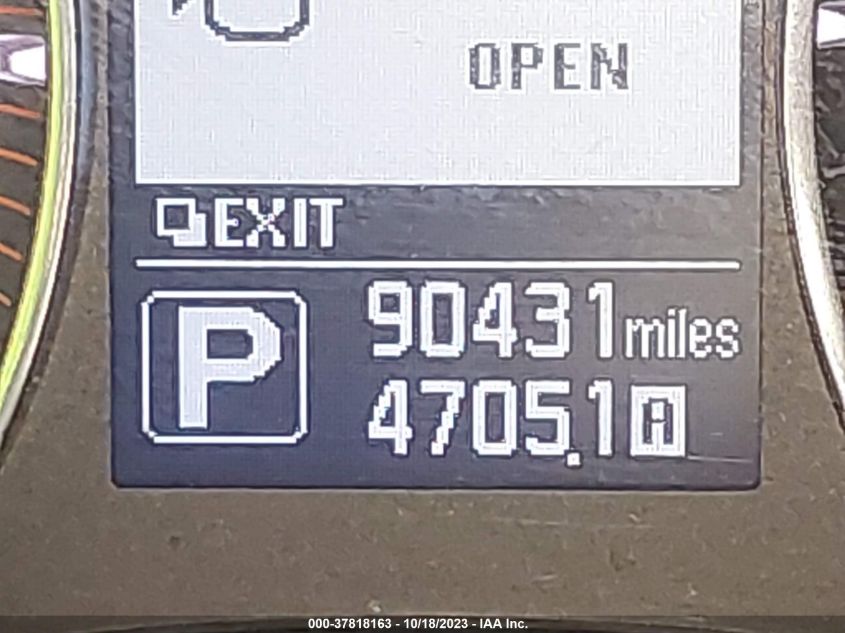 OPEN
EXIT
P
90431 miles
4705.1 A
000-37818163 - 10/18/2023 - IAA Inc.